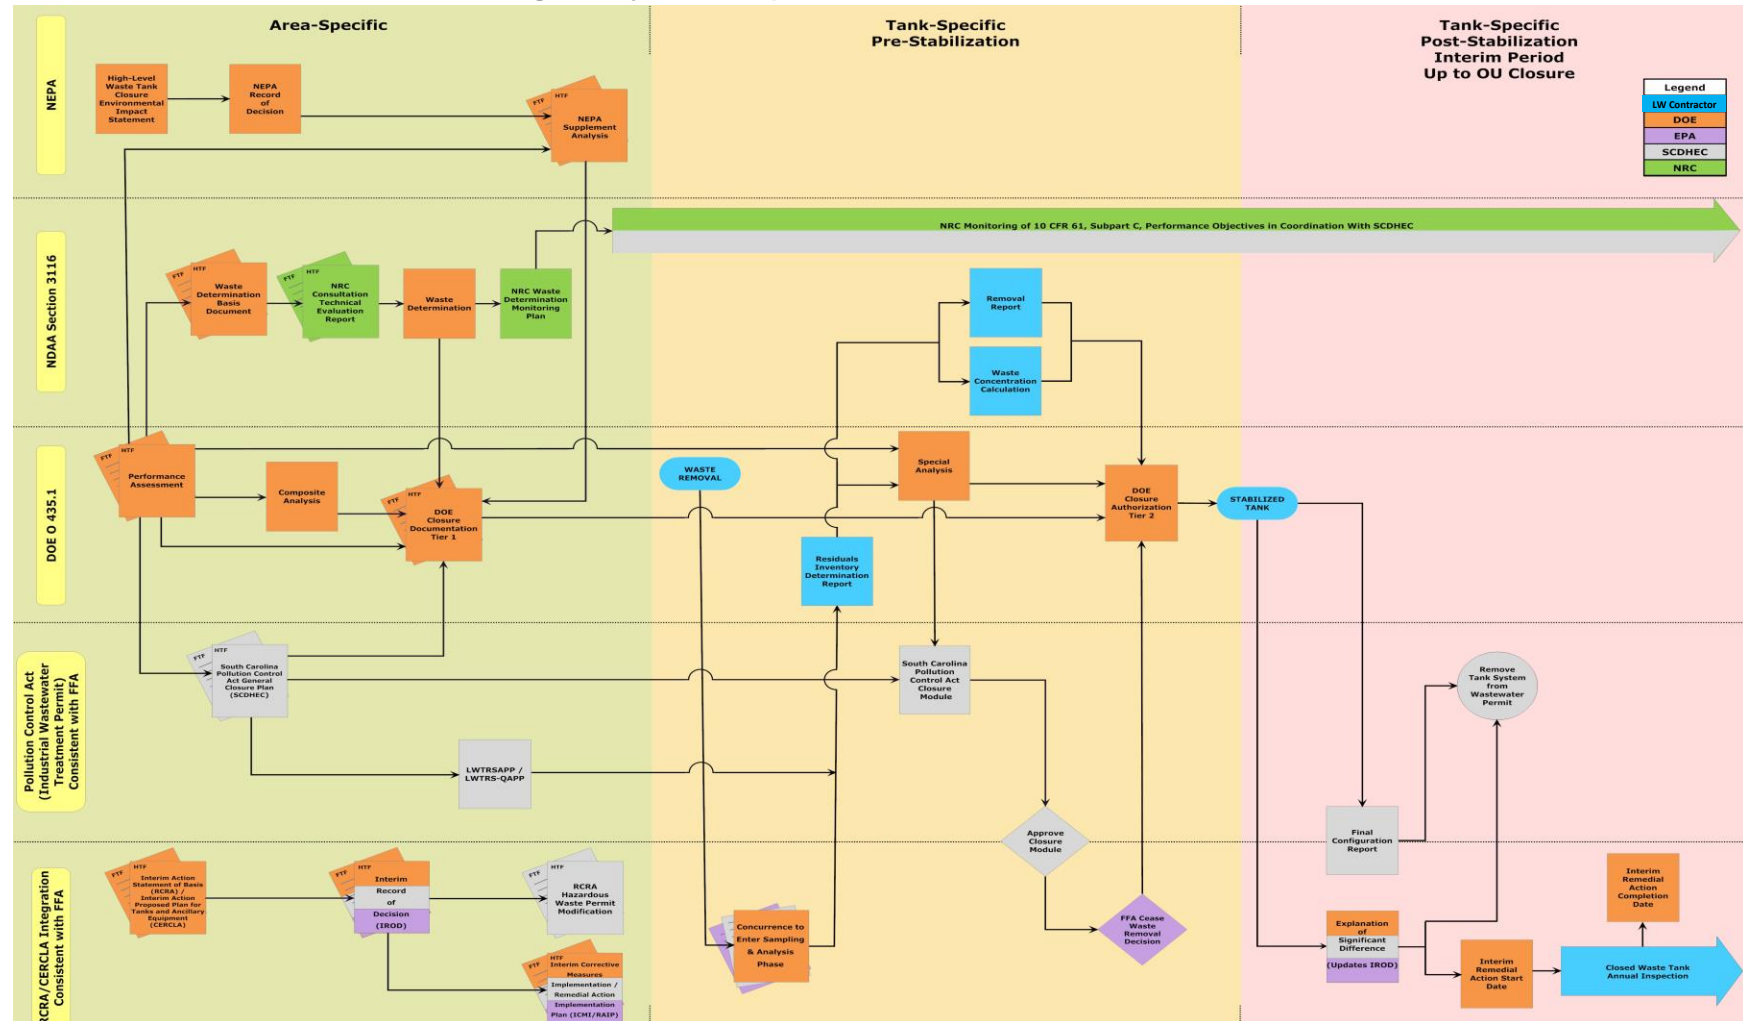 Area-Specific
Tank-Specific
Pre-Stabilization
Tank-Specific
Post-Stabilization
Interim Period
Up to OU Closure
Legend
LW Contractor
DOE
EPA
SCDHEC
NRC
NEPA
High-Level
Waste Tank
Closure
Environmental
Impact
Statement
NEPA
Record
of
Decision
FTF
HTF
NEPA
Supplement
Analysis
NDAA Section 3116
NRC Monitoring of 10 CFR 61, Subpart C, Performance Objectives in Coordination With SCDHEC
FTF
HTF
Waste
Determination
Basis
Document
FTF
HTF
NRC
Consultation
Technical
Evaluation
Report
Waste
Determination
NRC Waste
Determination
Monitoring
Plan
Removal
Report
Waste
Concentration
Calculation
DOE O 435.1
FTF
HTF
Performance
Assessment
Composite
Analysis
FTF
HTF
DOE
Closure
Documentation
Tier 1
WASTE
REMOVAL
Special
Analysis
DOE
Closure
Authorization
Tier 2
STABILIZED
TANK
Residuals
Inventory
Determination
Report
Pollution Control Act
(Industrial Wastewater
Treatment Permit)
Consistent with FFA
FTF
HTF
South Carolina
Pollution Control
Act General
Closure Plan
(SCDHEC)
LWTRSAPP /
LWTRS-QAPP
South Carolina
Pollution
Control Act
Closure
Module
Approve
Closure
Module
Remove
Tank System
from
Wastewater
Permit
Final
Configuration
Report
RCRA/CERCLA Integration
Consistent with FFA
FTF
HTF
Interim Action
Statement of Basis
(RCRA) /
Interim Action
Proposed Plan for
Tanks and Ancillary
Equipment
(CERCLA)
FTF
HTF
Interim
Record
of
Decision
(IROD)
FTF
HTF
RCRA
Hazardous
Waste Permit
Modification
FTF
HTF
Interim Corrective
Measures
Implementation /
Remedial Action
Implementation
Plan (ICMI/RAIP)
Concurrence to
Enter Sampling
& Analysis
Phase
FFA Cease
Waste
Removal
Decision
Explanation
of
Significant
Difference
(Updates IROD)
Interim
Remedial
Action Start
Date
Interim
Remedial
Action
Completion
Date
Closed Waste Tank
Annual Inspection